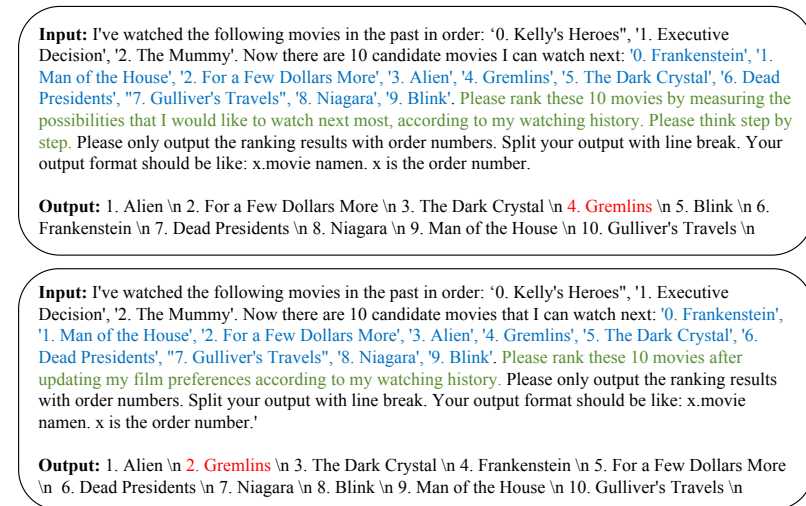 Input: I've watched the following movies in the past in order: ‘0. Kelly's Heroes", '1. Executive
Decision', '2. The Mummy'. Now there are 10 candidate movies I can watch next: '0. Frankenstein', '1.
Man of the House', '2. For a Few Dollars More', '3. Alien', '4. Gremlins', '5. The Dark Crystal', '6. Dead
Presidents', "7. Gulliver's Travels", '8. Niagara', '9. Blink'. Please rank these 10 movies by measuring the
possibilities that I would like to watch next most, according to my watching history. Please think step by
step. Please only output the ranking results with order numbers. Split your output with line break. Your
output format should be like: x.movie namen. x is the order number.
Output: 1. Alien \n 2. For a Few Dollars More \n 3. The Dark Crystal \n 4. Gremlins \n 5. Blink \n 6.
Frankenstein \n 7. Dead Presidents \n 8. Niagara \n 9. Man of the House \n 10. Gulliver's Travels \n
Input: I've watched the following movies in the past in order: ‘0. Kelly's Heroes", '1. Executive
Decision', '2. The Mummy'. Now there are 10 candidate movies that I can watch next: '0. Frankenstein',
'1. Man of the House', '2. For a Few Dollars More', '3. Alien', '4. Gremlins', '5. The Dark Crystal', '6.
Dead Presidents', "7. Gulliver's Travels", '8. Niagara', '9. Blink'. Please rank these 10 movies after
updating my film preferences according to my watching history. Please only output the ranking results
with order numbers. Split your output with line break. Your output format should be like: x.movie
namen. x is the order number.'
Output: 1. Alien \n 2. Gremlins \n 3. The Dark Crystal \n 4. Frankenstein \n 5. For a Few Dollars More
\n 6. Dead Presidents \n 7. Niagara \n 8. Blink \n 9. Man of the House \n 10. Gulliver's Travels \n